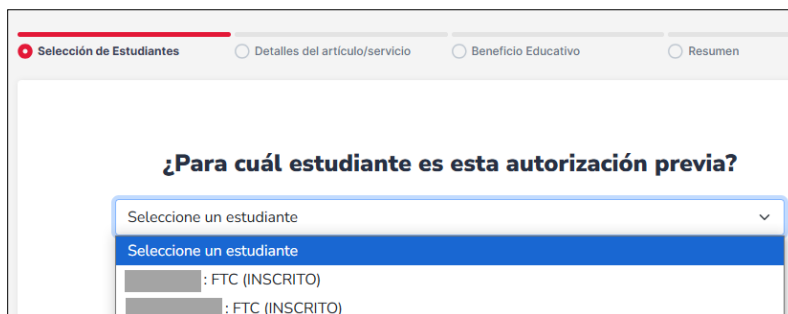 Selección de Estudiantes Detalles del artículo/servicio Beneficio Educativo Resumen
¿Para cuál estudiante es esta autorización previa?
Seleccione un estudiante
Seleccione un estudiante
: FTC (INSCRITO)
: FTC (INSCRITO)